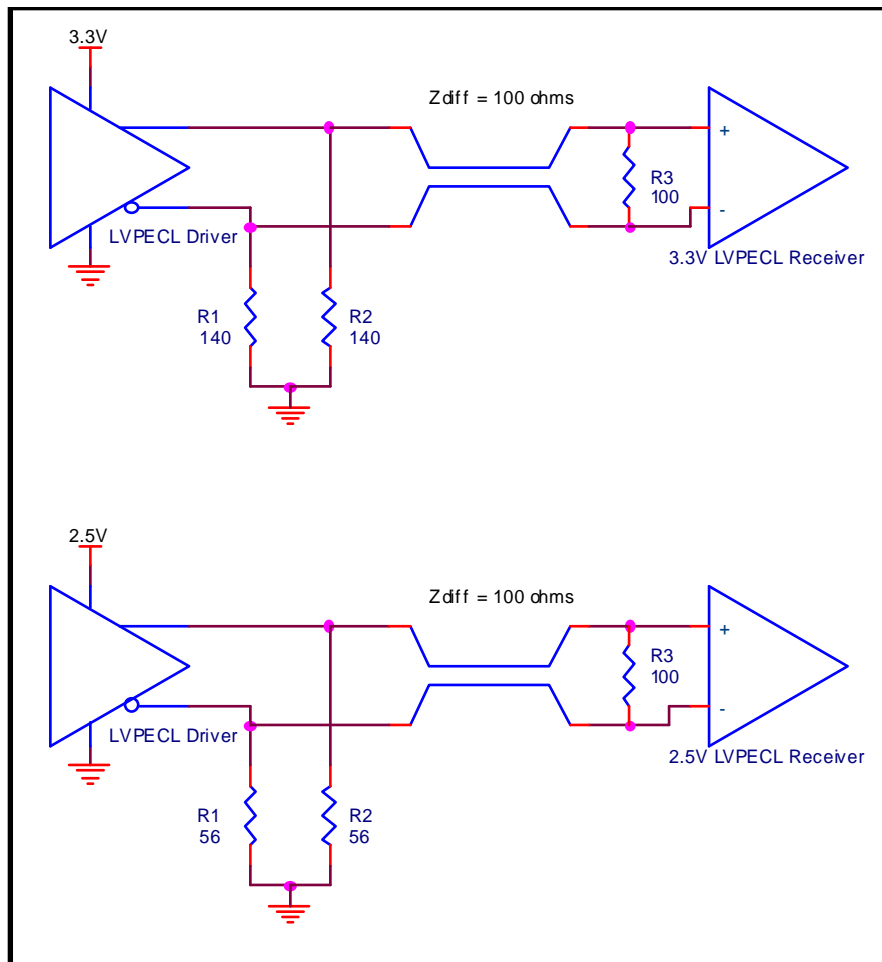 3.3V
Zdiff = 100 ohms
+
R3
100
-
LVPECL Driver
3.3V LVPECL Receiver
R1
140
R2
140
2.5V
Zdiff = 100 ohms
+
R3
100
-
LVPECL Driver
2.5V LVPECL Receiver
R1
56
R2
56